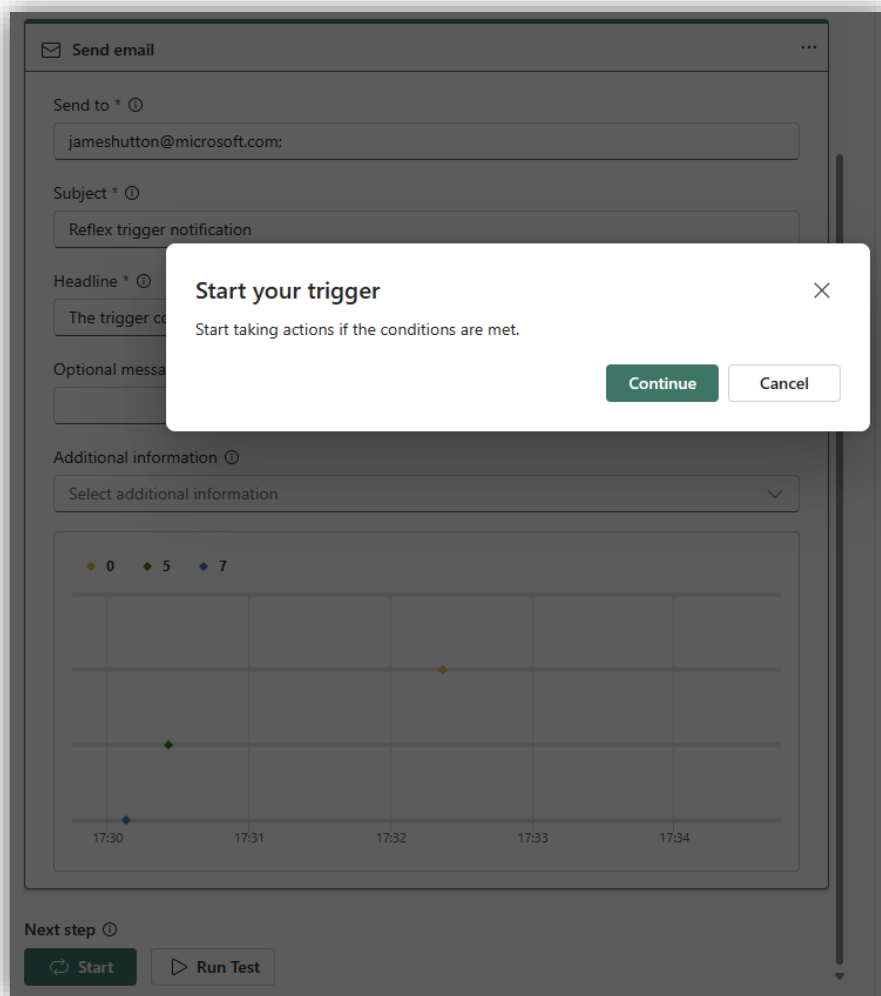 Send email
Send to *
jameshutton@microsoft.com;
Subject *
Reflex trigger notification
Headline *
The trigger co
Start your trigger
Start taking actions if the conditions are met.
Continue Cancel
Optional messa
Additional information
Select additional information
0 5 7
17:30 17:31 17:32 17:33 17:34
Next step
Start Run Test